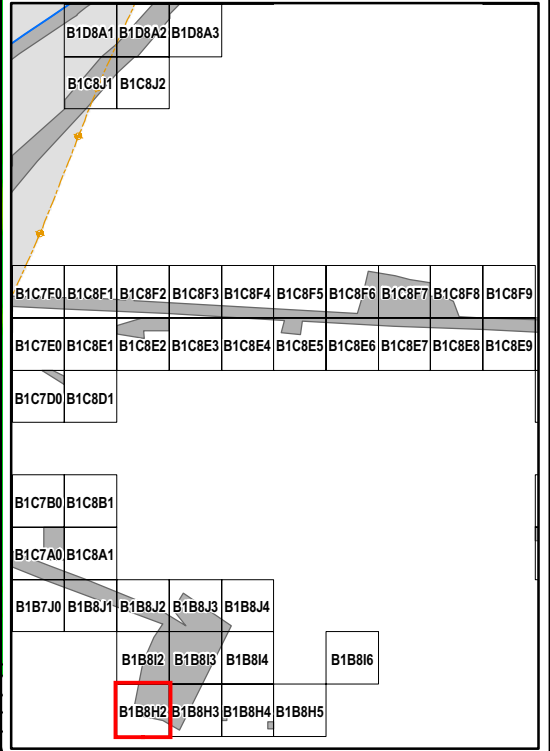 B1D8A1 B1D8A2 B1D8A3
B1C8J1 B1C8J2
B1C7F0 B1C8F1 B1C8F2 B1C8F3 B1C8F4 B1C8F5 B1C8F6 B1C8F7 B1C8F8 B1C8F9
B1C7E0 B1C8E1 B1C8E2 B1C8E3 B1C8E4 B1C8E5 B1C8E6 B1C8E7 B1C8E8 B1C8E9
B1C7D0 B1C8D1
B1C7B0 B1C8B1
B1C7A0 B1C8A1
B1B7J0 B1B8J1 B1B8J2 B1B8J3 B1B8J4
B1B8I2 B1B8I3 B1B8I4 B1B8I6
B1B8H2 B1B8H3 B1B8H4 B1B8H5